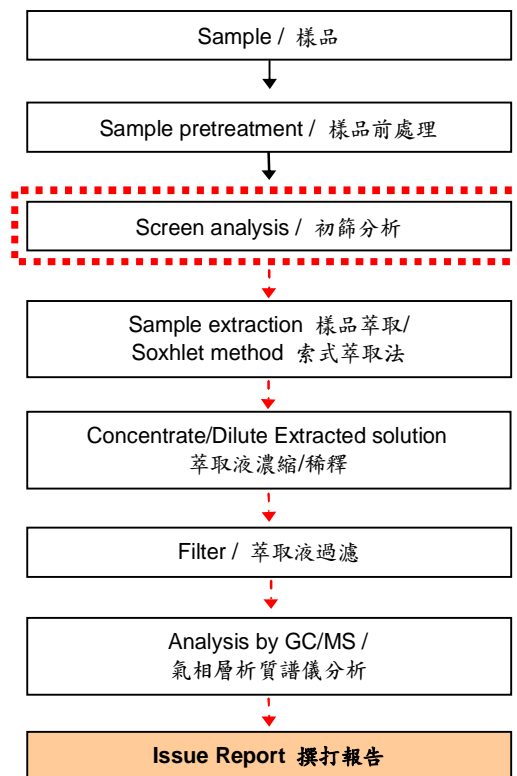 Sample / 樣品
Sample pretreatment / 樣品前處理
Screen analysis / 初篩分析
Sample extraction 樣品萃取/
Soxhlet method 索式萃取法
Concentrate/Dilute Extracted solution
萃取液濃縮/稀釋
Filter / 萃取液過濾
Analysis by GC/MS /
氣相層析質譜儀分析
Issue Report 撰打報告